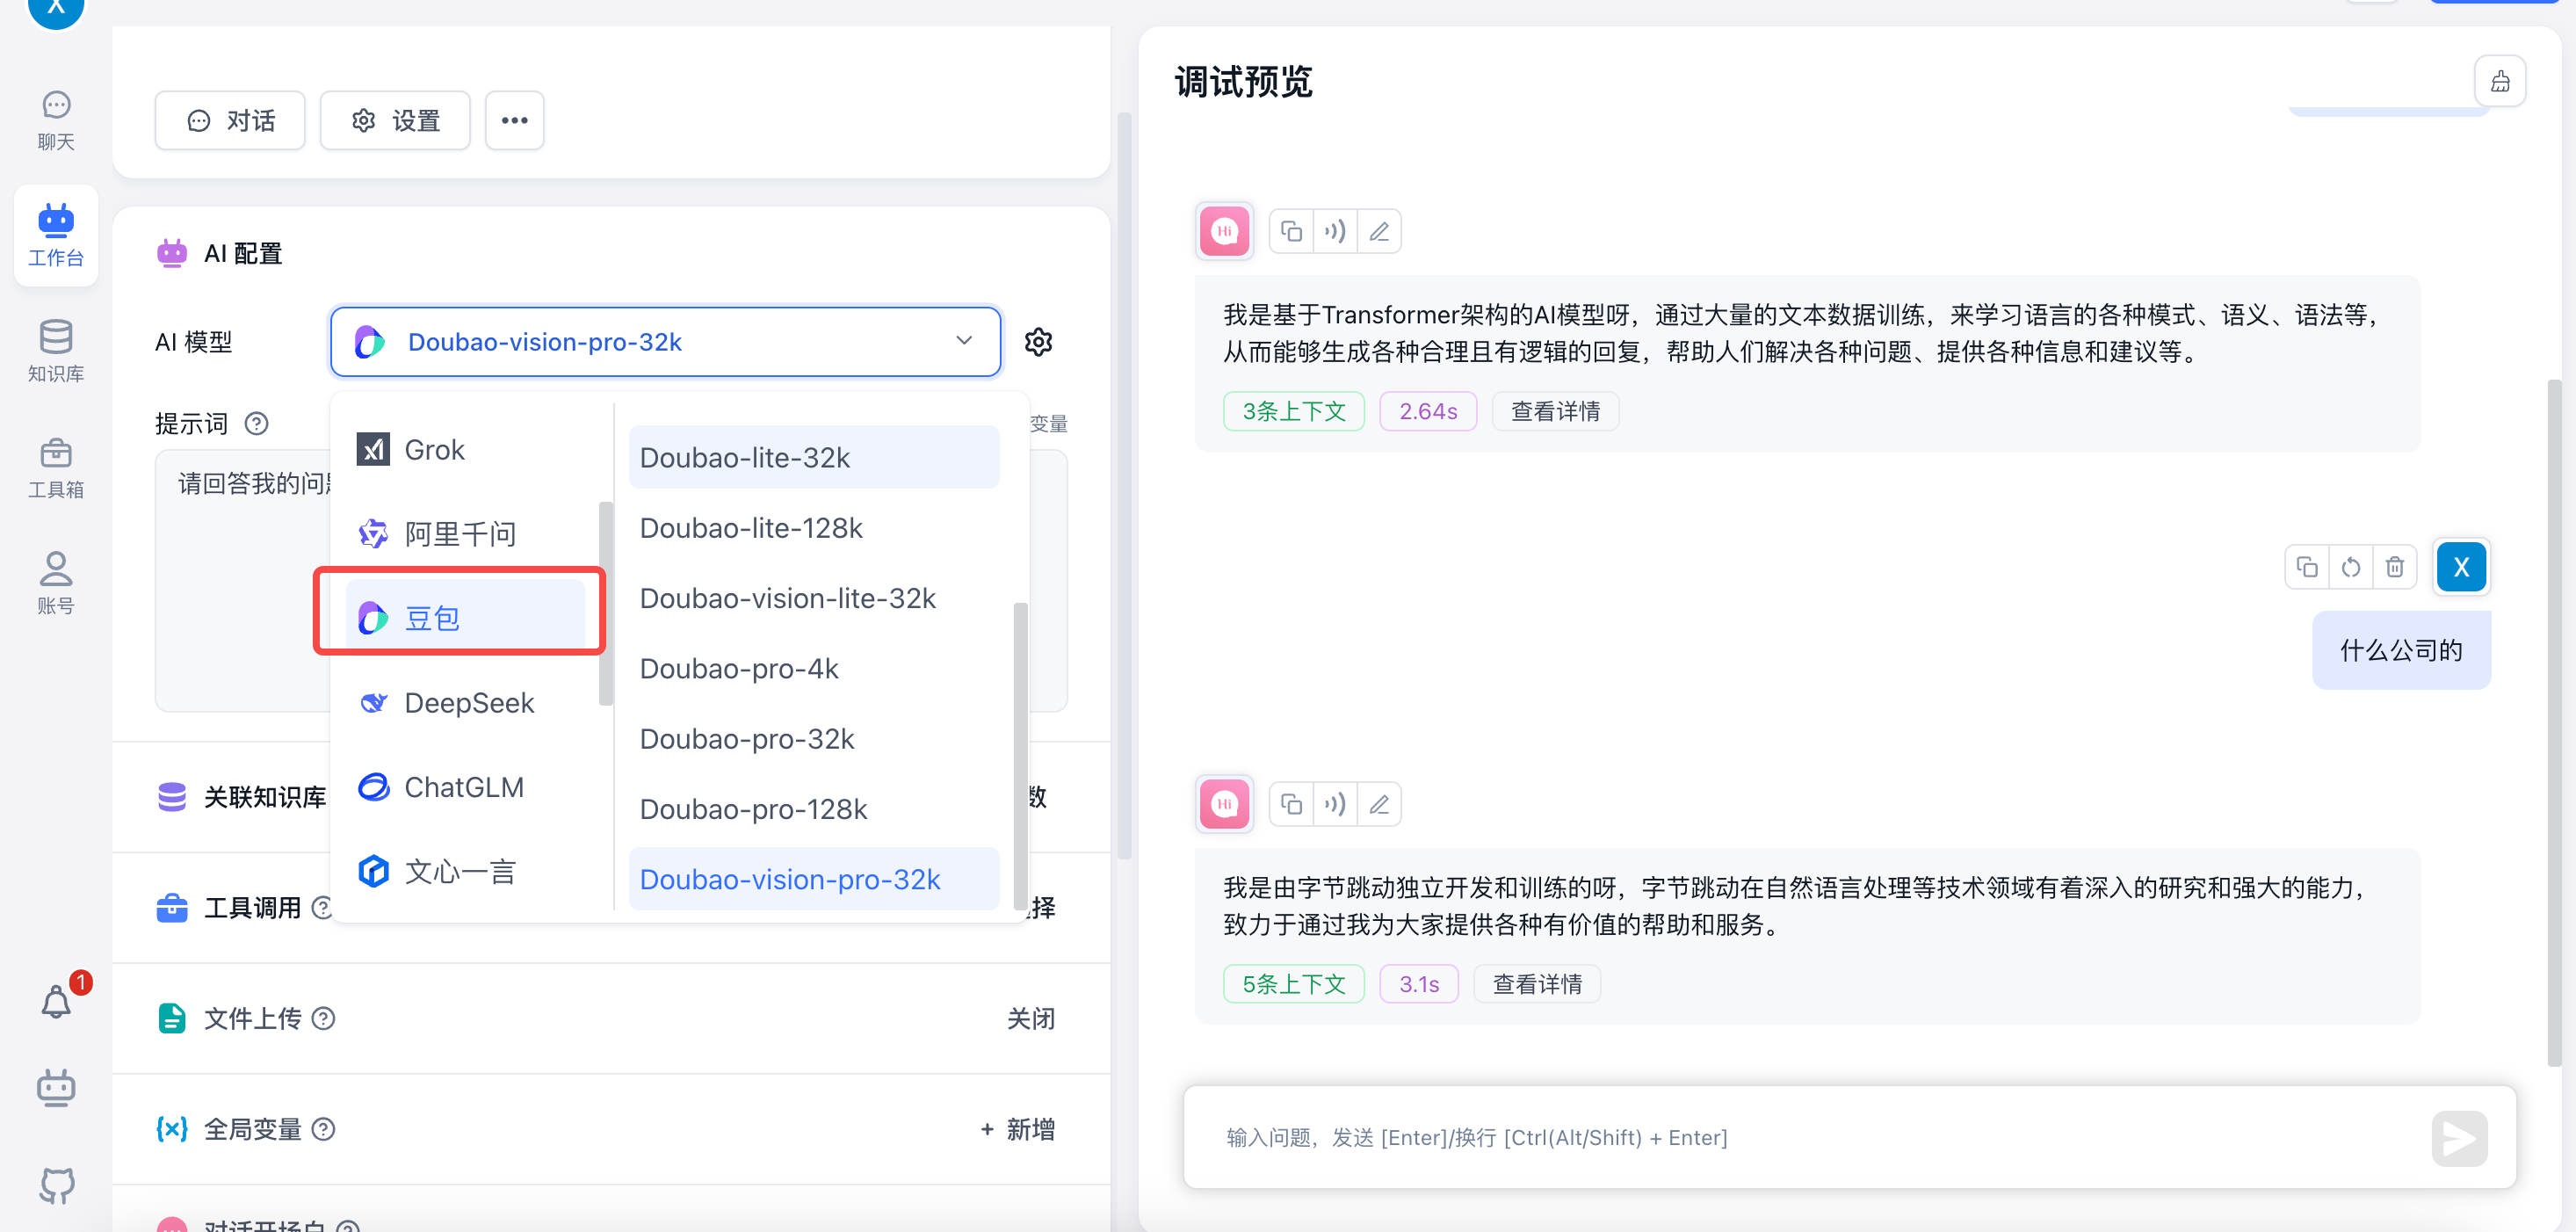 X
聊天
工作台
知识库
工具箱
账号
1
对话
设置
AI 配置
AI 模型
Doubao-vision-pro-32k
提示词
变量
请回答我的问
Grok
阿里千问
豆包
DeepSeek
ChatGLM
文心一言
Doubao-lite-32k
Doubao-lite-128k
Doubao-vision-lite-32k
Doubao-pro-4k
Doubao-pro-32k
Doubao-pro-128k
Doubao-vision-pro-32k
关联知识库
数
工具调用
择
文件上传
关闭
全局变量
+ 新增
对话开场白
调试预览
Hi
我是基于Transformer架构的AI模型呀，通过大量的文本数据训练，来学习语言的各种模式、语义、语法等，
从而能够生成各种合理且有逻辑的回复，帮助人们解决各种问题、提供各种信息和建议等。
3条上下文
2.64s
查看详情
X
什么公司的
Hi
我是由字节跳动独立开发和训练的呀，字节跳动在自然语言处理等技术领域有着深入的研究和强大的能力，
致力于通过我为大家提供各种有价值的帮助和服务。
5条上下文
3.1s
查看详情
输入问题，发送 [Enter]/换行 [Ctrl(Alt/Shift) + Enter]